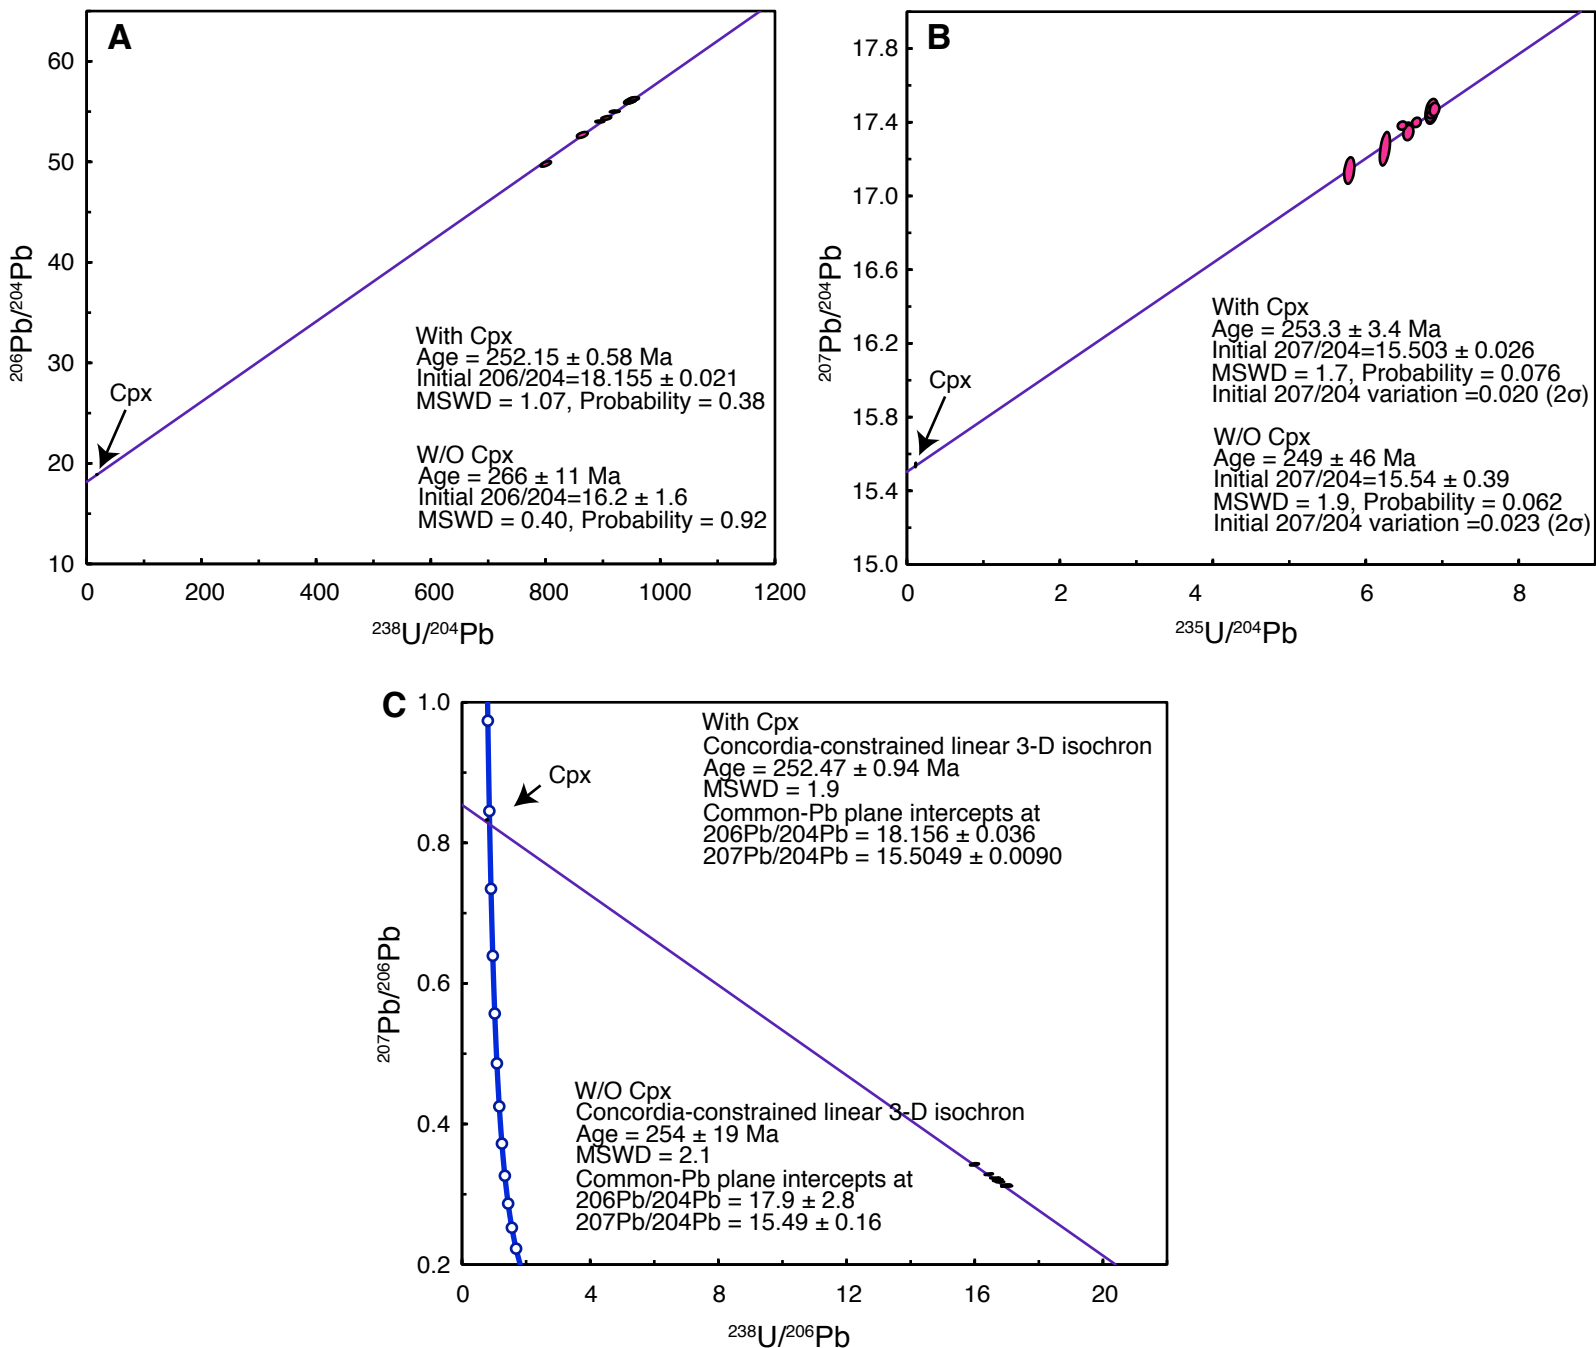 A
60
50
40
30
20
10
0
200
400
600
800
1000
1200
206Pb/204Pb
238U/204Pb
Cpx
With Cpx
Age = 252.15 ± 0.58 Ma
Initial 206/204=18.155 ± 0.021
MSWD = 1.07, Probability = 0.38
W/O Cpx
Age = 266 ± 11 Ma
Initial 206/204=16.2 ± 1.6
MSWD = 0.40, Probability = 0.92
B
17.8
17.4
17.0
16.6
16.2
15.8
15.4
15.0
0
2
4
6
8
207Pb/204Pb
235U/204Pb
Cpx
With Cpx
Age = 253.3 ± 3.4 Ma
Initial 207/204=15.503 ± 0.026
MSWD = 1.7, Probability = 0.076
Initial 207/204 variation =0.020 (2σ)
W/O Cpx
Age = 249 ± 46 Ma
Initial 207/204=15.54 ± 0.39
MSWD = 1.9, Probability = 0.062
Initial 207/204 variation =0.023 (2σ)
C
1.0
0.8
0.6
0.4
0.2
0
4
8
12
16
20
207Pb/206Pb
238U/206Pb
Cpx
With Cpx
Concordia-constrained linear 3-D isochron
Age = 252.47 ± 0.94 Ma
MSWD = 1.9
Common-Pb plane intercepts at
206Pb/204Pb = 18.156 ± 0.036
207Pb/204Pb = 15.5049 ± 0.0090
W/O Cpx
Concordia-constrained linear 3-D isochron
Age = 254 ± 19 Ma
MSWD = 2.1
Common-Pb plane intercepts at
206Pb/204Pb = 17.9 ± 2.8
207Pb/204Pb = 15.49 ± 0.16